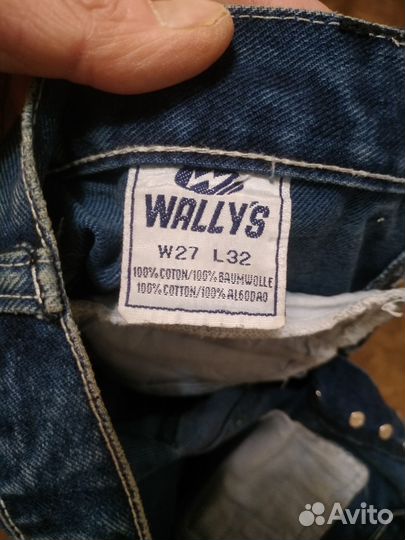 WALLY'S
W27 L32
100% COTON/100% BAUMWOLLE
100% COTTON/100% ALGODAO
Avito